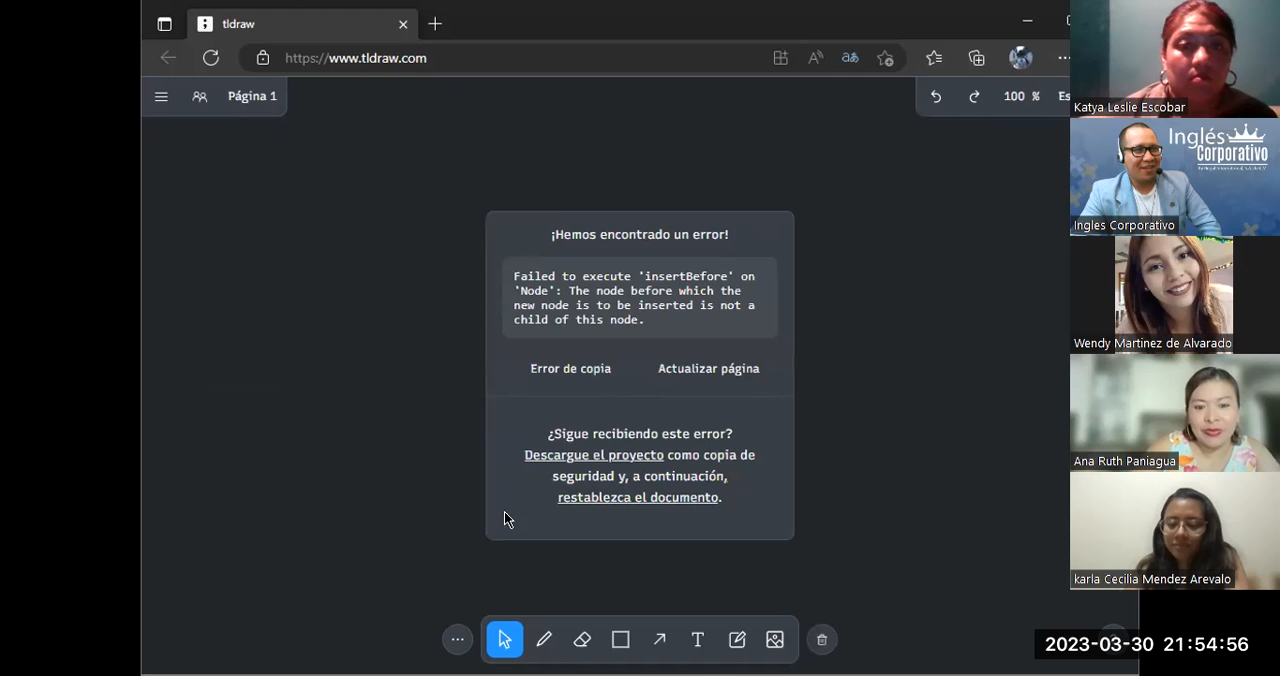 tldraw
https://www.tldraw.com
Página 1
100 %
Es
¡Hemos encontrado un error!
Failed to execute 'insertBefore' on
'Node': The node before which the
new node is to be inserted is not a
child of this node.
Error de copia
Actualizar página
¿Sigue recibiendo este error?
Descargue el proyecto como copia de
seguridad y, a continuación,
restablezca el documento.
T
Katya Leslie Escobar
Inglés
Corporativo
Ingles Corporativo
Wendy Martinez de Alvarado
Ana Ruth Paniagua
karla Cecilia Mendez Arevalo
2023-03-30 21:54:56